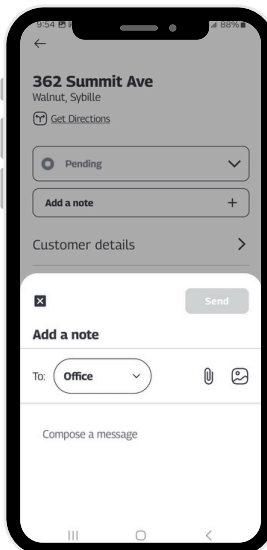 9:54
88%
362 Summit Ave
Walnut, Sybille
Get Directions
Pending
Add a note
Customer details
Send
Add a note
To: Office
Compose a message